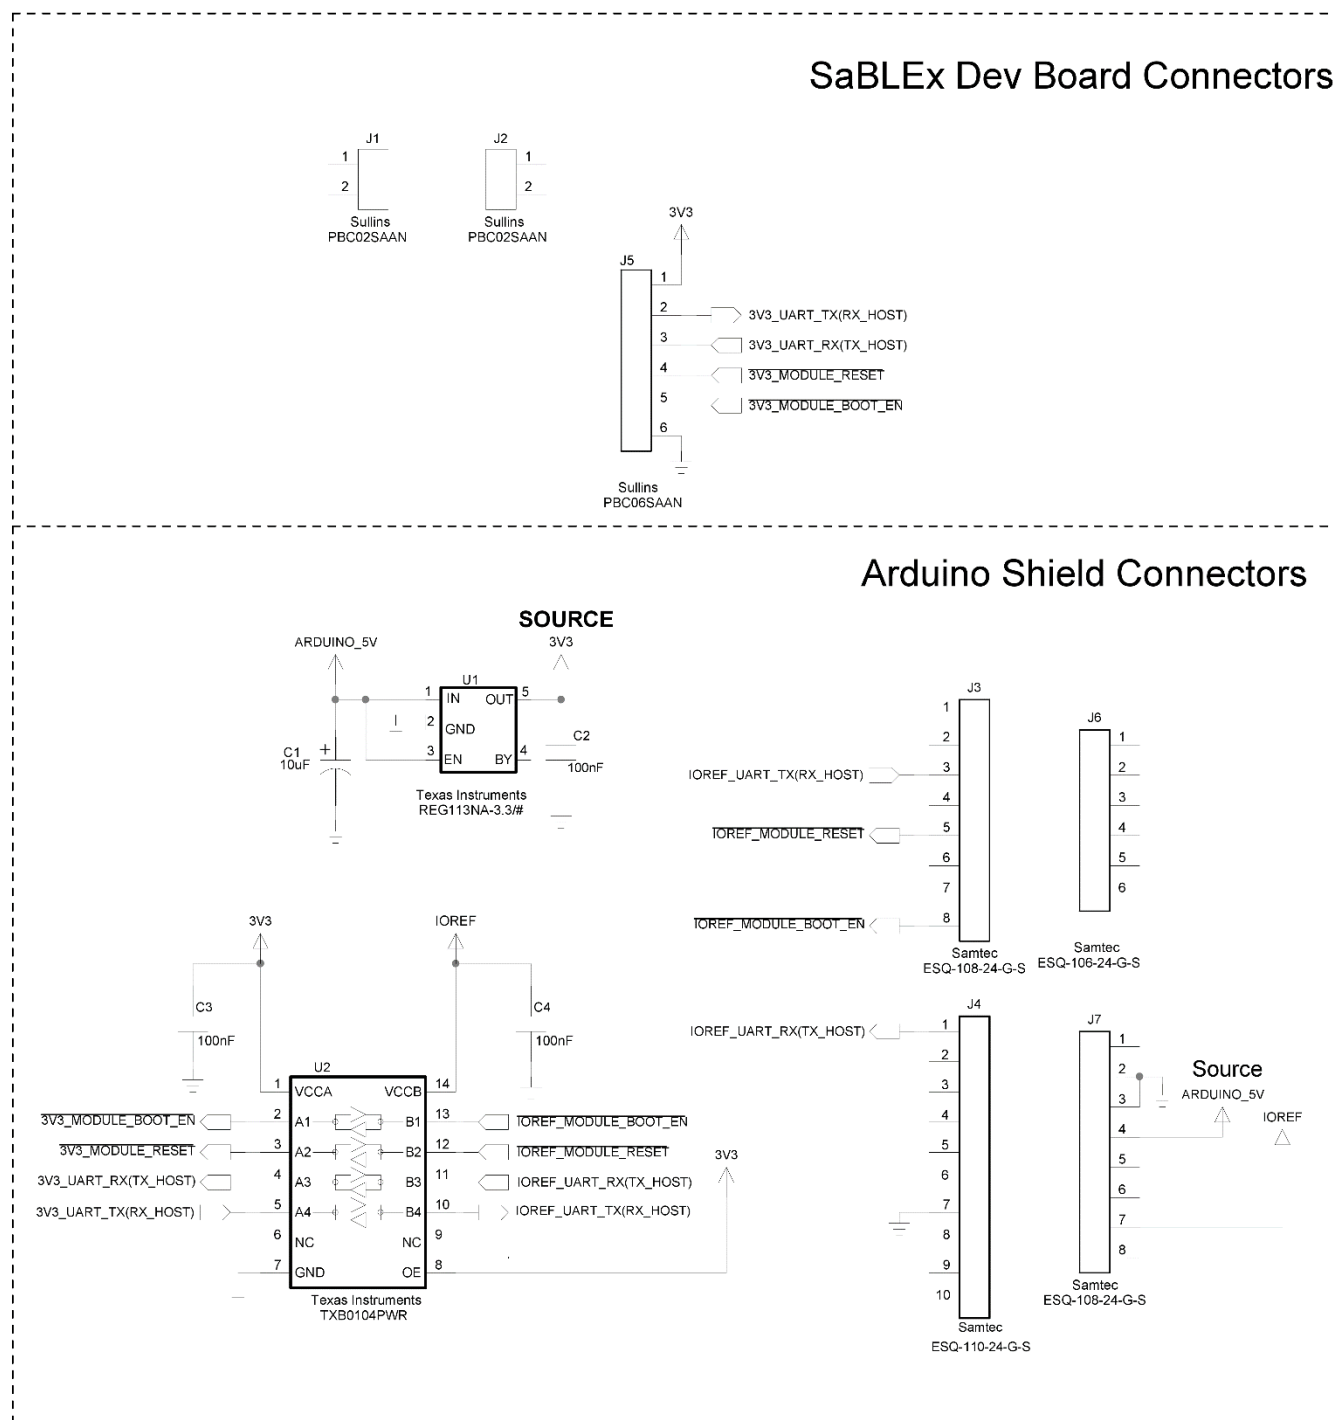 SaBLEx Dev Board Connectors
J1
1
2
Sullins
PBC02SAAN
J2
1
2
Sullins
PBC02SAAN
3V3
J5
1
2
3V3_UART_TX(RX_HOST)
3
3V3_UART_RX(TX_HOST)
4
3V3_MODULE_RESET
5
3V3_MODULE_BOOT_EN
6
Sullins
PBC06SAAN
Arduino Shield Connectors
SOURCE
ARDUINO_5V
3V3
U1
1 IN OUT 5
2 GND
3 EN BY 4
C1
10uF
+
C2
100nF
Texas Instruments
REG113NA-3.3/#
J3
1
2
IOREF_UART_TX(RX_HOST) 3
4
IOREF_MODULE_RESET 5
6
7
IOREF_MODULE_BOOT_EN 8
Samtec
ESQ-108-24-G-S
J6
1
2
3
4
5
6
Samtec
ESQ-106-24-G-S
3V3
IOREF
C3
100nF
C4
100nF
U2
1 VCCA VCCB 14
3V3_MODULE_BOOT_EN 2 A1 B1 13 IOREF_MODULE_BOOT_EN
3V3_MODULE_RESET 3 A2 B2 12 IOREF_MODULE_RESET
3V3_UART_RX(TX_HOST) 4 A3 B3 11 IOREF_UART_RX(TX_HOST)
3V3_UART_TX(RX_HOST) 5 A4 B4 10 IOREF_UART_TX(RX_HOST)
6 NC NC 9
7 GND OE 8
3V3
Texas Instruments
TXB0104PWR
J4
IOREF_UART_RX(TX_HOST) 1
2
3
4
5
6
7
8
9
10
Samtec
ESQ-110-24-G-S
J7
1
2
3
4
5
6
7
8
Source
ARDUINO_5V
IOREF
Samtec
ESQ-108-24-G-S